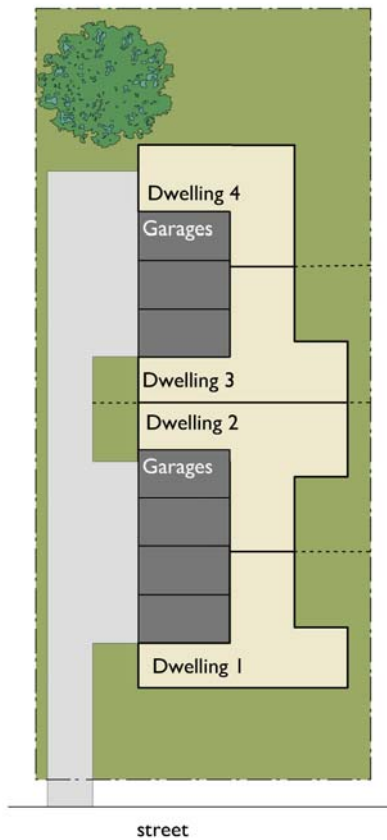 Dwelling 4
Garages
Dwelling 3
Dwelling 2
Garages
Dwelling 1
street